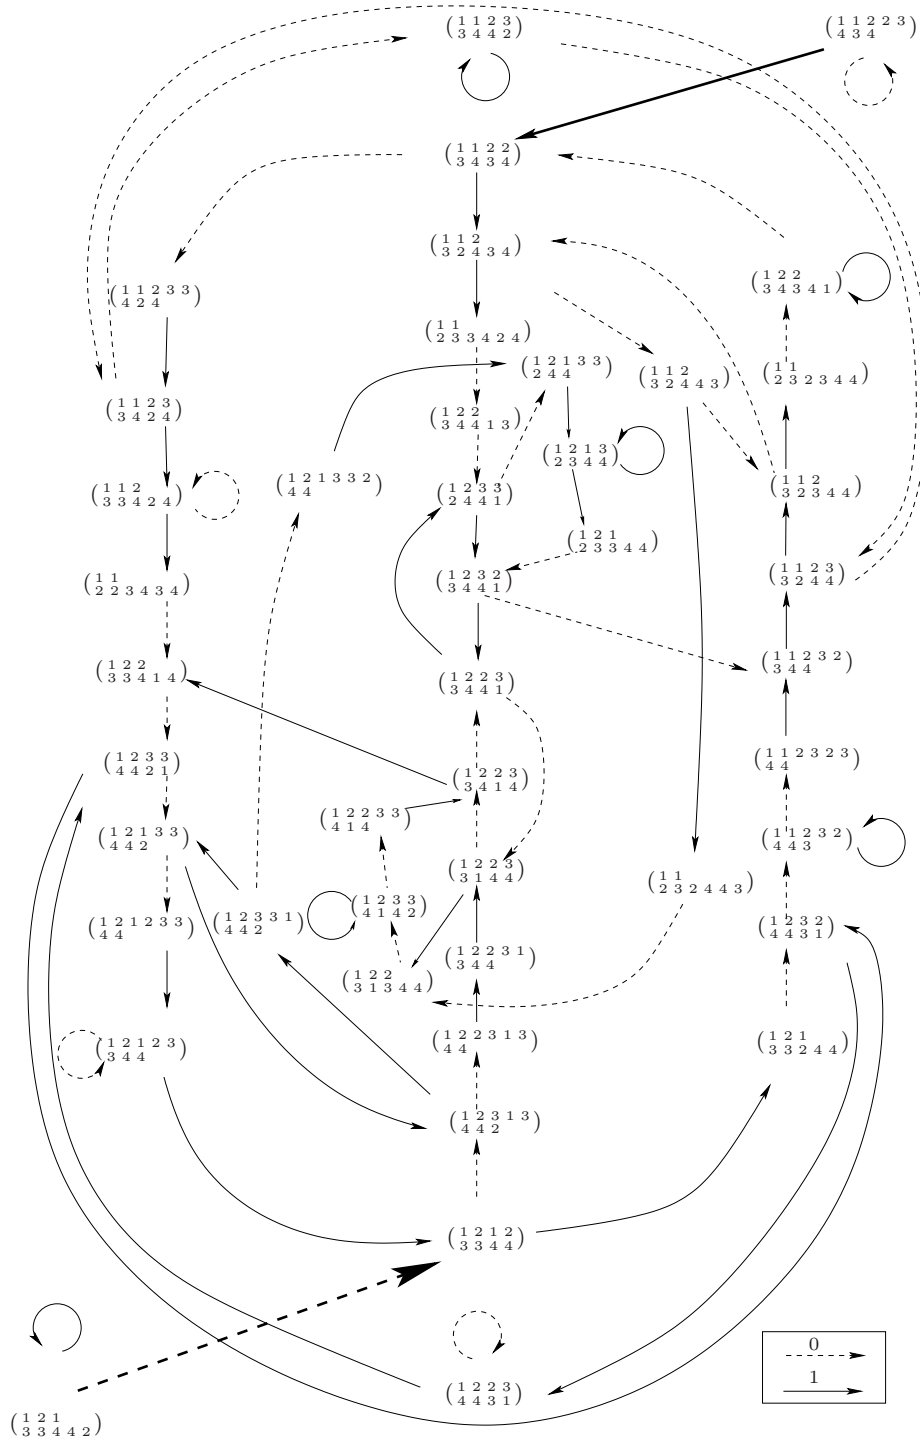 ( 1 1 2 3 )
3 4 4 2
( 1 1 2 2 3 )
4 3 4
( 1 1 2 2 )
3 4 3 4
( 1 1 2 )
3 2 4 3 4
( 1 2 2 )
3 4 3 4 1
( 1 1 2 3 3 )
4 2 4
( 1 1 )
2 3 3 4 2 4
( 1 2 1 3 3 )
2 4 4
( 1 1 2 )
3 2 4 4 3
( 1 1 )
2 3 2 3 4 4
( 1 1 2 3 )
3 4 2 4
( 1 2 2 )
3 4 4 1 3
( 1 2 1 3 )
2 3 4 4
( 1 1 2 )
3 3 4 2 4
( 1 2 1 3 3 2 )
4 4
( 1 2 3 3 )
2 4 4 1
( 1 1 2 )
3 2 3 4 4
( 1 2 1 )
2 3 3 4 4
( 1 1 )
2 2 3 4 3 4
( 1 2 3 2 )
3 4 4 1
( 1 1 2 3 )
3 2 4 4
( 1 2 2 )
3 3 4 1 4
( 1 2 2 3 )
3 4 4 1
( 1 1 2 3 2 )
3 4 4
( 1 2 3 3 )
4 4 2 1
( 1 2 2 3 )
3 4 1 4
( 1 1 2 3 2 3 )
4 4
( 1 2 1 3 3 )
4 4 2
( 1 2 2 3 3 )
4 1 4
( 1 1 2 3 2 )
4 4 3
( 1 2 2 3 )
3 1 4 4
( 1 1 )
2 3 2 4 4 3
( 1 2 1 2 3 3 )
4 4
( 1 2 3 3 1 )
4 4 2
( 1 2 3 3 )
4 1 4 2
( 1 2 3 2 )
4 4 3 1
( 1 2 2 )
3 1 3 4 4
( 1 2 2 3 1 )
3 4 4
( 1 2 1 2 3 )
3 4 4
( 1 2 2 3 1 3 )
4 4
( 1 2 1 )
3 3 2 4 4
( 1 2 3 1 3 )
4 4 2
( 1 2 1 2 )
3 3 4 4
0
1
( 1 2 2 3 )
4 4 3 1
( 1 2 1 )
3 3 4 4 2